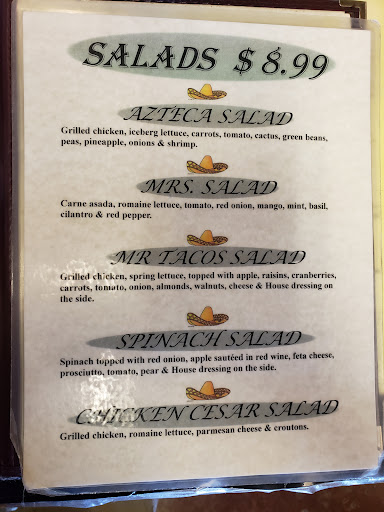 SALADS $ 8.99
AZTECA SALAD
Grilled chicken, iceberg lettuce, carrots, tomato, cactus, green beans,
peas, pineapple, onions & shrimp.
MRS. SALAD
Carne asada, romaine lettuce, tomato, red onion, mango, mint, basil,
cilantro & red pepper.
MR TACOS SALAD
Grilled chicken, spring lettuce, topped with apple, raisins, cranberries,
carrots, tomato, onion, almonds, walnuts, cheese & House dressing on
the side.
SPINACH SALAD
Spinach topped with red onion, apple sautéed in red wine, feta cheese,
prosciutto, tomato, pear & House dressing on the side.
CHICKEN CESAR SALAD
Grilled chicken, romaine lettuce, parmesan cheese & croutons.